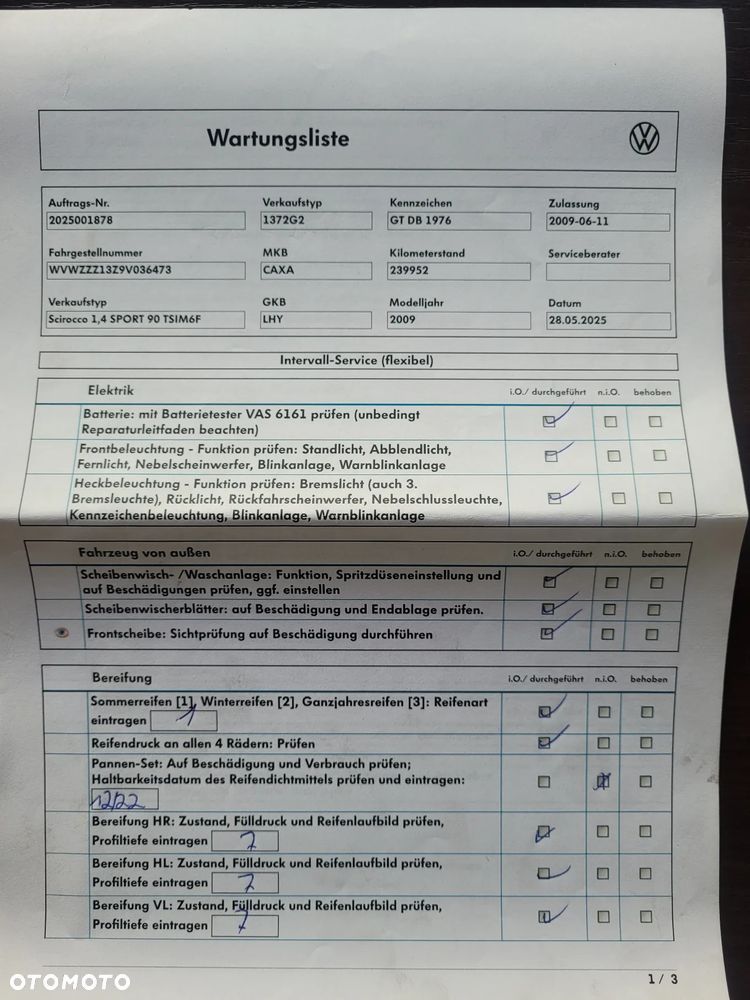 Wartungsliste
Auftrags-Nr. Verkaufstyp Kennzeichen Zulassung
2025001878 1372G2 GT DB 1976 2009-06-11
Fahrgestellnummer MKB Kilometerstand Serviceberater
WVWZZZ13Z9V036473 CAXA 239952
Verkaufstyp GKB Modelljahr Datum
Scirocco 1,4 SPORT 90 TSIM6F LHY 2009 28.05.2025
Intervall-Service (flexibel)
Elektrik i.O./ durchgeführt n.i.O. behoben
Batterie: mit Batterietester VAS 6161 prüfen (unbedingt
Reparaturleitfaden beachten)
Frontbeleuchtung - Funktion prüfen: Standlicht, Abblendlicht,
Fernlicht, Nebelscheinwerfer, Blinkanlage, Warnblinkanlage
Heckbeleuchtung - Funktion prüfen: Bremslicht (auch 3.
Bremsleuchte), Rücklicht, Rückfahrscheinwerfer, Nebelschlussleuchte,
Kennzeichenbeleuchtung, Blinkanlage, Warnblinkanlage
Fahrzeug von außen i.O./ durchgeführt n.i.O. behoben
Scheibenwisch- /Waschanlage: Funktion, Spritzdüseneinstellung und
auf Beschädigungen prüfen, ggf. einstellen
Scheibenwischerblätter: auf Beschädigung und Endablage prüfen.
Frontscheibe: Sichtprüfung auf Beschädigung durchführen
Bereifung i.O./ durchgeführt n.i.O. behoben
Sommerreifen [1], Winterreifen [2], Ganzjahresreifen [3]: Reifenart
eintragen 1
Reifendruck an allen 4 Rädern: Prüfen
Pannen-Set: Auf Beschädigung und Verbrauch prüfen;
Haltbarkeitsdatum des Reifendichtmittels prüfen und eintragen:
12/22
Bereifung HR: Zustand, Fülldruck und Reifenlaufbild prüfen,
Profiltiefe eintragen 7
Bereifung HL: Zustand, Fülldruck und Reifenlaufbild prüfen,
Profiltiefe eintragen 7
Bereifung VL: Zustand, Fülldruck und Reifenlaufbild prüfen,
Profiltiefe eintragen 7
1 / 3
OTOMOTO